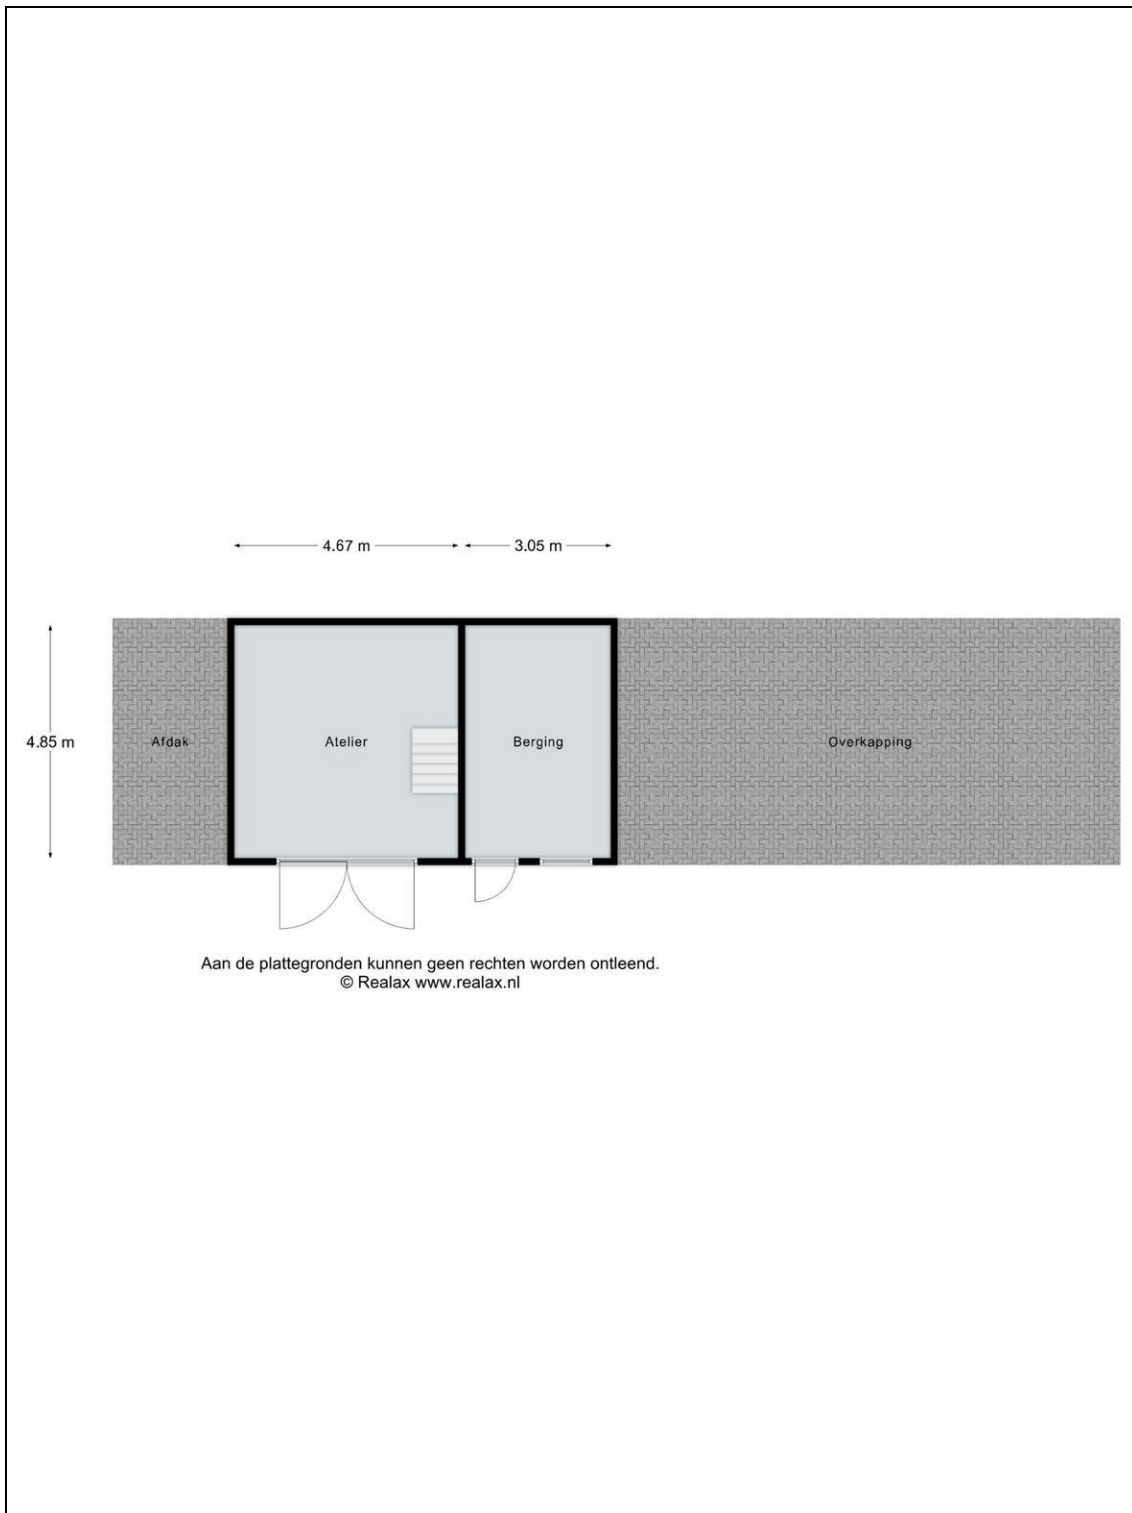 4.67 m 3.05 m
4.85 m Afdak Atelier Berging Overkapping
Aan de plattegronden kunnen geen rechten worden ontleend.
© Realax www.realax.nl